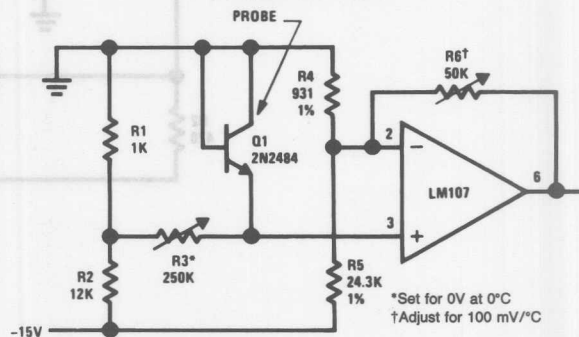 PROBE
R4
931
1%
R6†
50K
R1
1K
Q1
2N2484
2
–
6
LM107
3
+
R3*
250K
R2
12K
R5
24.3K
1%
*Set for 0V at 0°C
†Adjust for 100 mV/°C
–15V